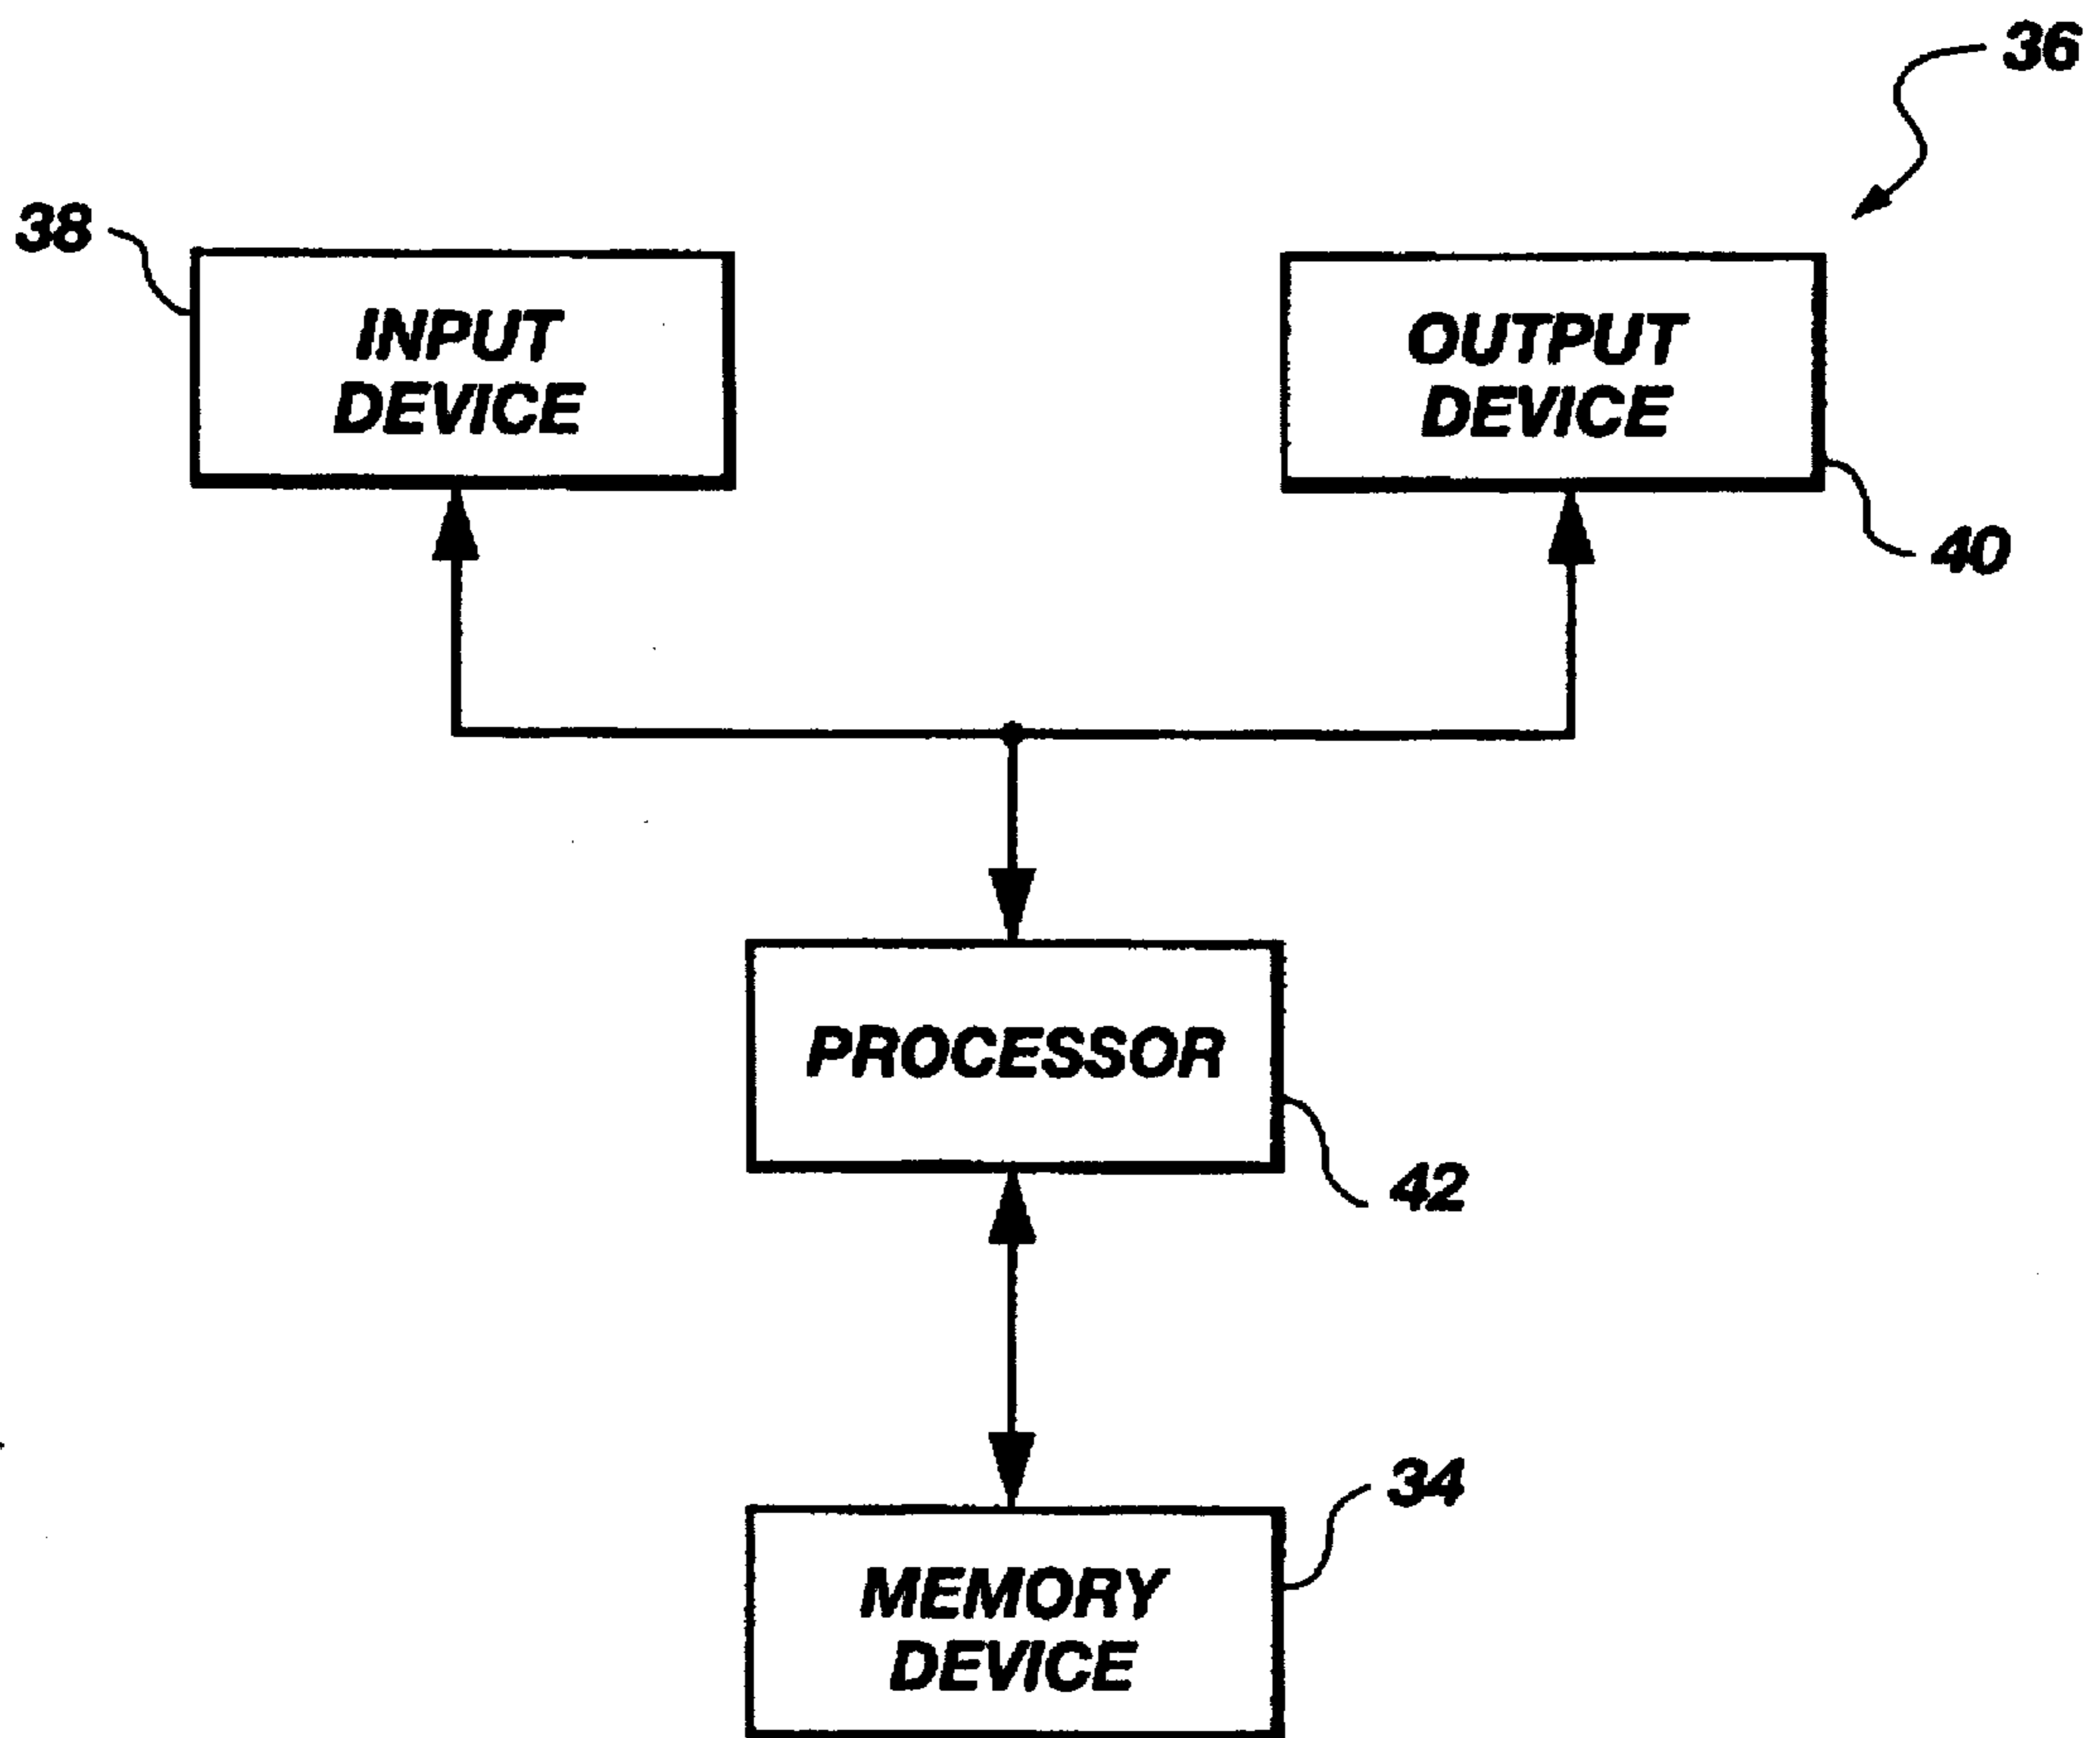 36
38
INPUT
DEVICE
OUTPUT
DEVICE
40
PROCESSOR
42
34
MEMORY
DEVICE